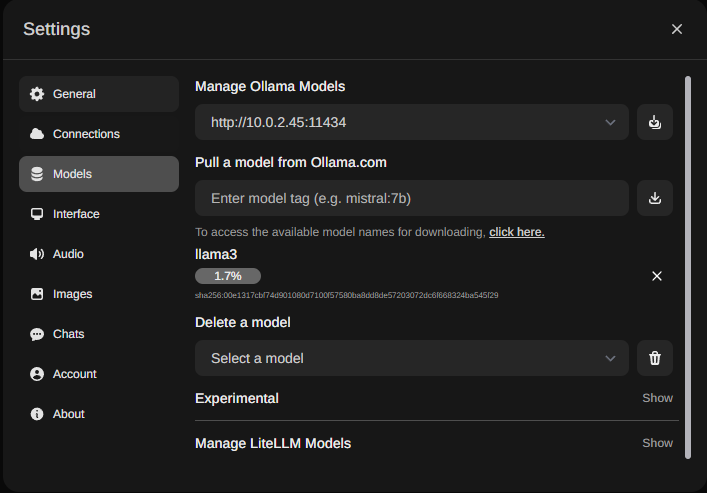 Settings
General
Connections
Models
Interface
Audio
Images
Chats
Account
About
Manage Ollama Models
http://10.0.2.45:11434
Pull a model from Ollama.com
Enter model tag (e.g. mistral:7b)
To access the available model names for downloading, click here.
llama3
1.7%
sha256:00e1317cbf74d901080d7100f57580ba8dd8de57203072dc6f668324ba545f29
Delete a model
Select a model
Experimental Show
Manage LiteLLM Models Show